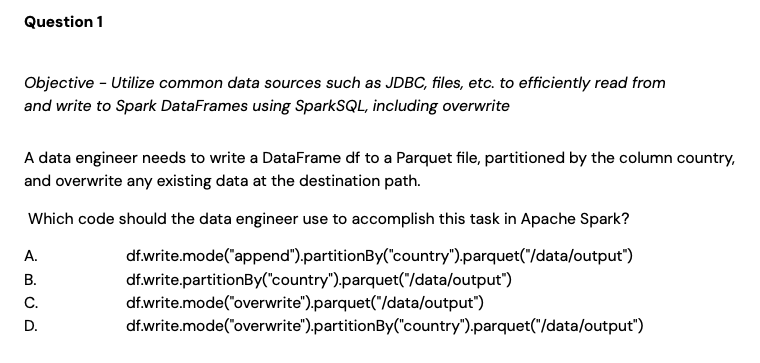 Question 1
Objective – Utilize common data sources such as JDBC, files, etc. to efficiently read from
and write to Spark DataFrames using SparkSQL, including overwrite
A data engineer needs to write a DataFrame df to a Parquet file, partitioned by the column country,
and overwrite any existing data at the destination path.
Which code should the data engineer use to accomplish this task in Apache Spark?
A. df.write.mode("append").partitionBy("country").parquet("/data/output")
B. df.write.partitionBy("country").parquet("/data/output")
C. df.write.mode("overwrite").parquet("/data/output")
D. df.write.mode("overwrite").partitionBy("country").parquet("/data/output")